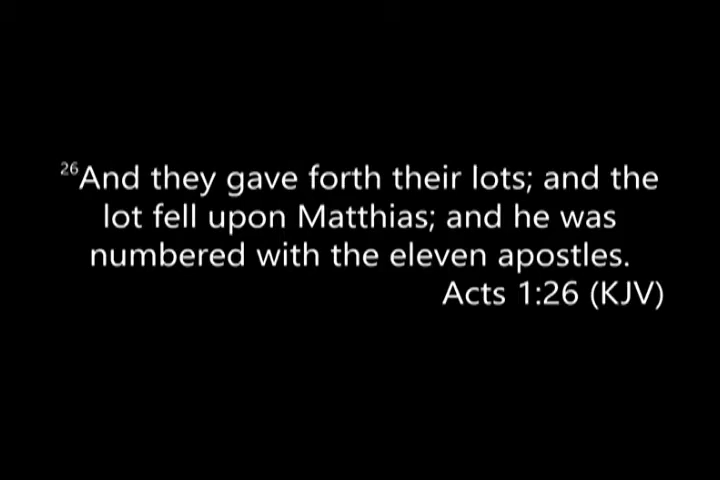 26And they gave forth their lots; and the
lot fell upon Matthias; and he was
numbered with the eleven apostles.
Acts 1:26 (KJV)